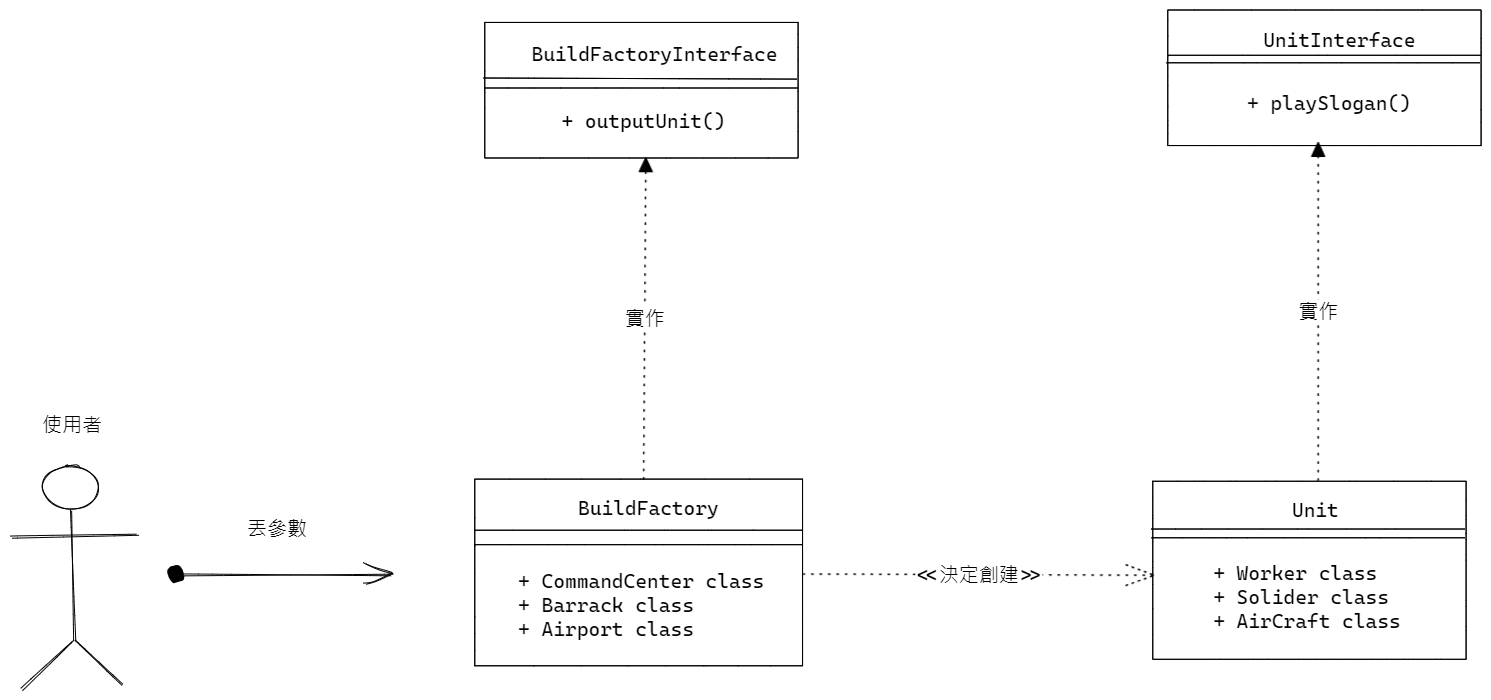 BuildFactoryInterface
+ outputUnit()
UnitInterface
+ playSlogan()
實作
實作
使用者
丟參數
BuildFactory
+ CommandCenter class
+ Barrack class
+ Airport class
≪決定創建≫
Unit
+ Worker class
+ Solider class
+ AirCraft class